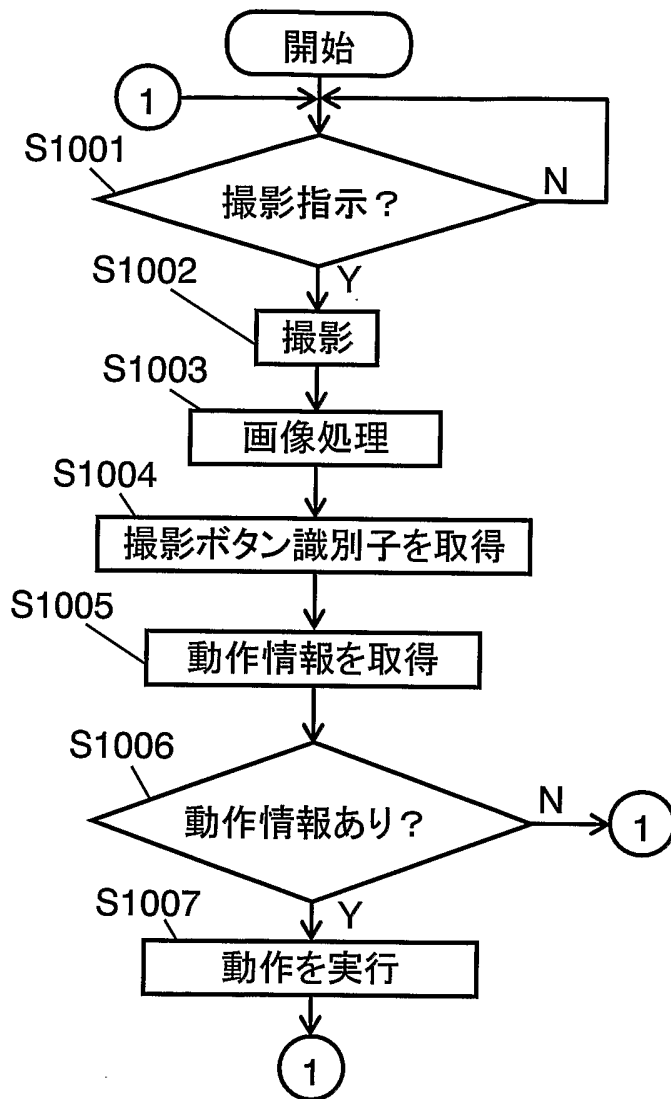 開始
1
S1001
撮影指示？
N
Y
S1002
撮影
S1003
画像処理
S1004
撮影ボタン識別子を取得
S1005
動作情報を取得
S1006
動作情報あり？
N
1
Y
S1007
動作を実行
1